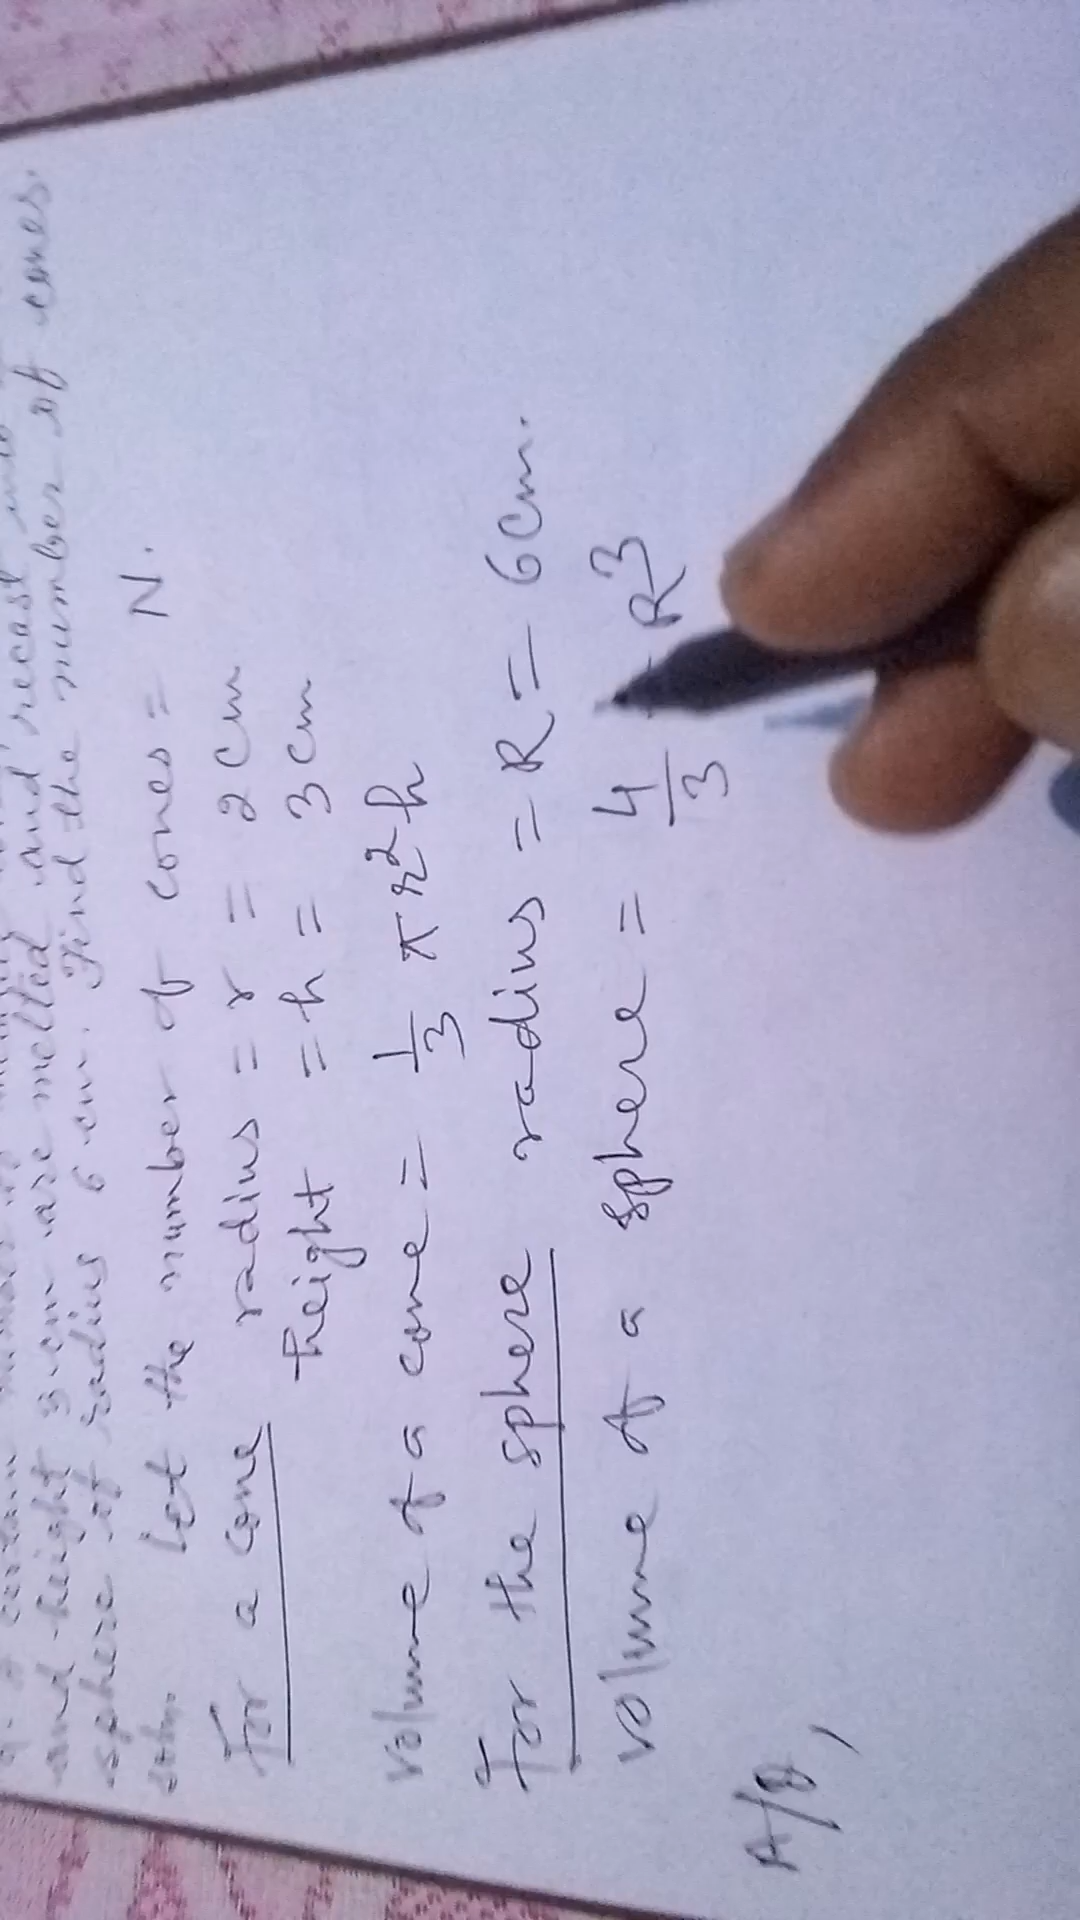 and height 3 cm are melted and recast into
sphere of radius 6 cm. Find the number of cones.
soln. Let the number of cones = N.
For a cone radius = r = 2 cm
height = h = 3 cm
volume of a cone = 1/3 πr²h
For the sphere radius = R = 6 cm.
volume of a sphere = 4/3 R³
A/Q,